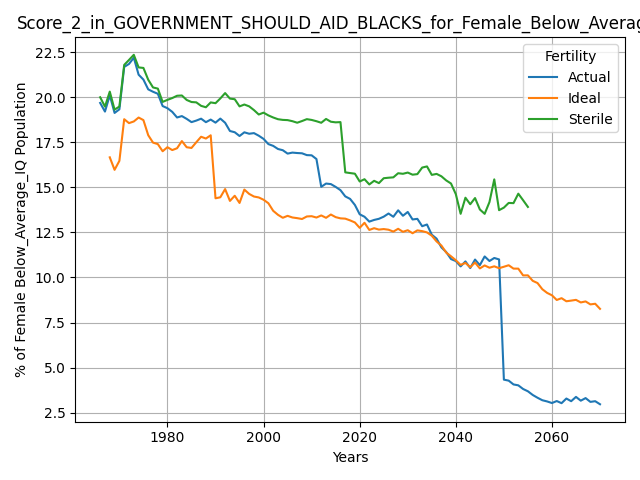 Score_2_in_GOVERNMENT_SHOULD_AID_BLACKS_for_Female_Below_Averag
Fertility
Actual
Ideal
Sterile
% of Female Below_Average_IQ Population
22.5
20.0
17.5
15.0
12.5
10.0
7.5
5.0
2.5
1980
2000
2020
2040
2060
Years